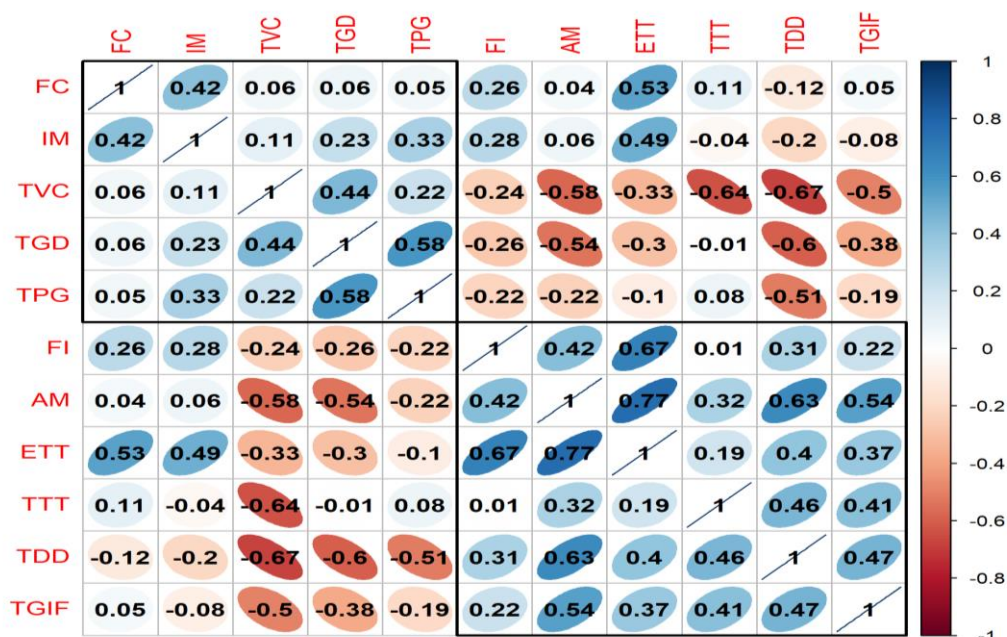 FC IM TVC TGD TPG FI AM ETT TTT TDD TGIF
FC 1 0.42 0.06 0.06 0.05 0.26 0.04 0.53 0.11 -0.12 0.05
IM 0.42 1 0.11 0.23 0.33 0.28 0.06 0.49 -0.04 -0.2 -0.08
TVC 0.06 0.11 1 0.44 0.22 -0.24 -0.58 -0.33 -0.64 -0.67 -0.5
TGD 0.06 0.23 0.44 1 0.58 -0.26 -0.54 -0.3 -0.01 -0.6 -0.38
TPG 0.05 0.33 0.22 0.58 1 -0.22 -0.22 -0.1 0.08 -0.51 -0.19
FI 0.26 0.28 -0.24 -0.26 -0.22 1 0.42 0.67 0.01 0.31 0.22
AM 0.04 0.06 -0.58 -0.54 -0.22 0.42 1 0.77 0.32 0.63 0.54
ETT 0.53 0.49 -0.33 -0.3 -0.1 0.67 0.77 1 0.19 0.4 0.37
TTT 0.11 -0.04 -0.64 -0.01 0.08 0.01 0.32 0.19 1 0.46 0.41
TDD -0.12 -0.2 -0.67 -0.6 -0.51 0.31 0.63 0.4 0.46 1 0.47
TGIF 0.05 -0.08 -0.5 -0.38 -0.19 0.22 0.54 0.37 0.41 0.47 1
1
0.8
0.6
0.4
0.2
0
-0.2
-0.4
-0.6
-0.8
-1